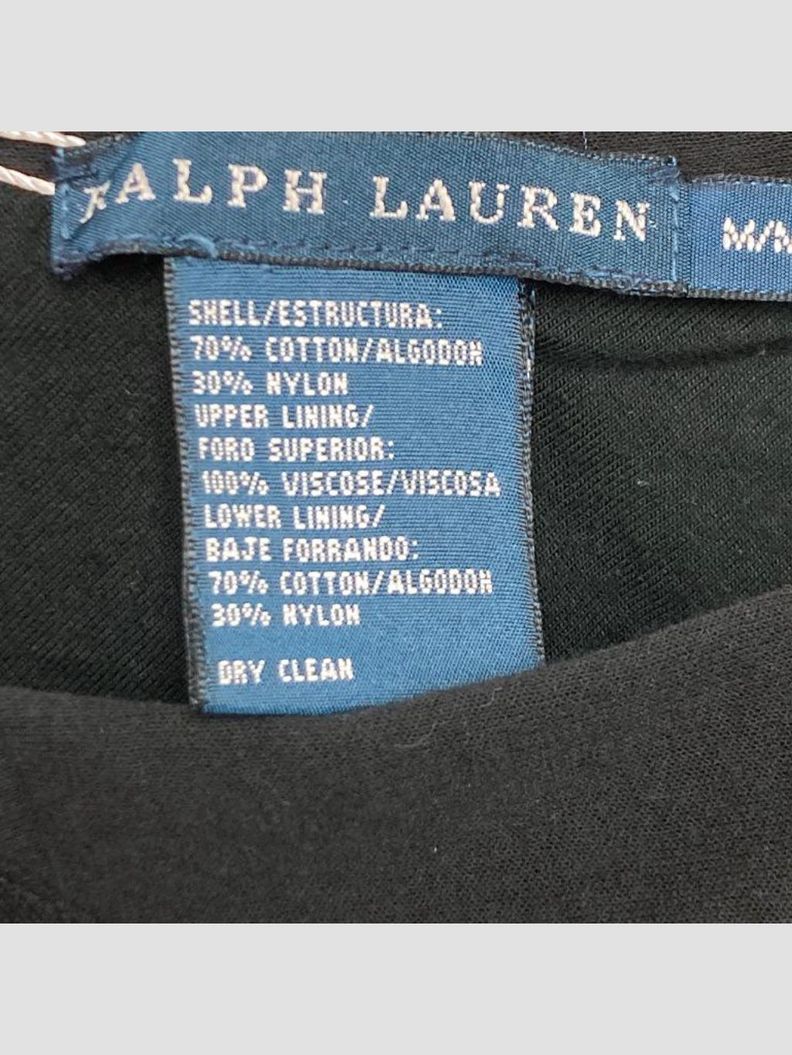 RALPH LAUREN
M/M
SHELL/ESTRUCTURA:
70% COTTON/ALGODON
30% NYLON
UPPER LINING/
FORO SUPERIOR:
100% VISCOSE/VISCOSA
LOWER LINING/
BAJE FORRANDO:
70% COTTON/ALGODON
30% NYLON
DRY CLEAN